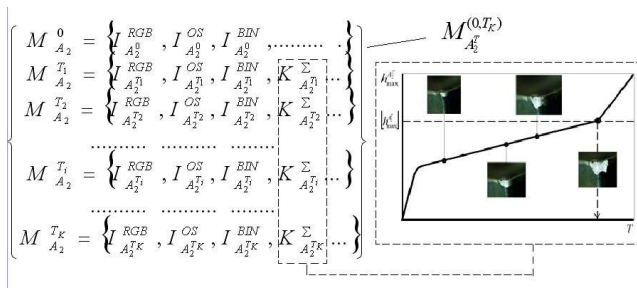 M^0_{A_2} = { I^{RGB}_{A_2^0} , I^{OS}_{A_2^0} , I^{BIN}_{A_2^0} , ......... . }
M^{T_1}_{A_2} = { I^{RGB}_{A_2^{T_1}} , I^{OS}_{A_2^{T_1}} , I^{BIN}_{A_2^{T_1}} , K^Σ_{A_2^{T_1}} ... }
M^{T_2}_{A_2} = { I^{RGB}_{A_2^{T_2}} , I^{OS}_{A_2^{T_2}} , I^{BIN}_{A_2^{T_2}} , K^Σ_{A_2^{T_2}} ... }
......... ......... .........
M^{T_i}_{A_2} = { I^{RGB}_{A_2^{T_i}} , I^{OS}_{A_2^{T_i}} , I^{BIN}_{A_2^{T_i}} , K^Σ_{A_2^{T_i}} ... }
......... ......... .........
M^{T_K}_{A_2} = { I^{RGB}_{A_2^{T_K}} , I^{OS}_{A_2^{T_K}} , I^{BIN}_{A_2^{T_K}} , K^Σ_{A_2^{T_K}} ... }
M^{(0,T_K)}_{A_2^T}
T